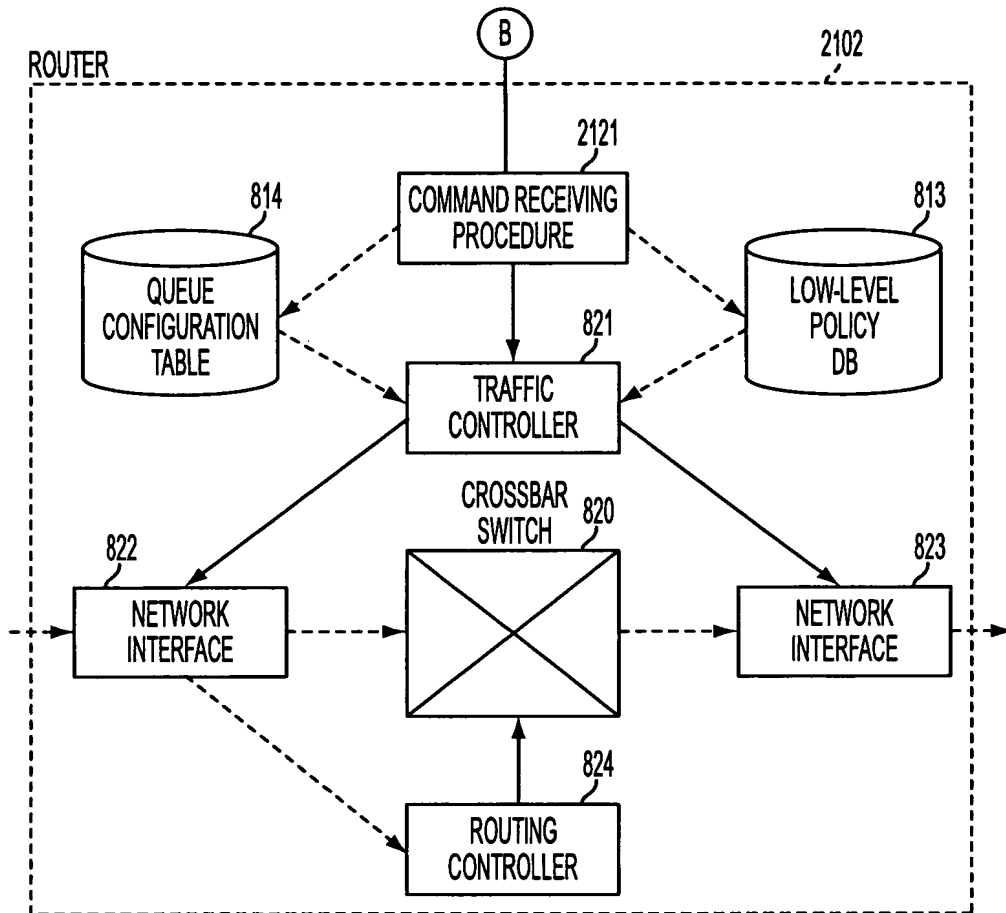 B
ROUTER
2102
2121
COMMAND RECEIVING
PROCEDURE
814
QUEUE
CONFIGURATION
TABLE
813
LOW-LEVEL
POLICY
DB
821
TRAFFIC
CONTROLLER
CROSSBAR
SWITCH
820
822
NETWORK
INTERFACE
823
NETWORK
INTERFACE
824
ROUTING
CONTROLLER